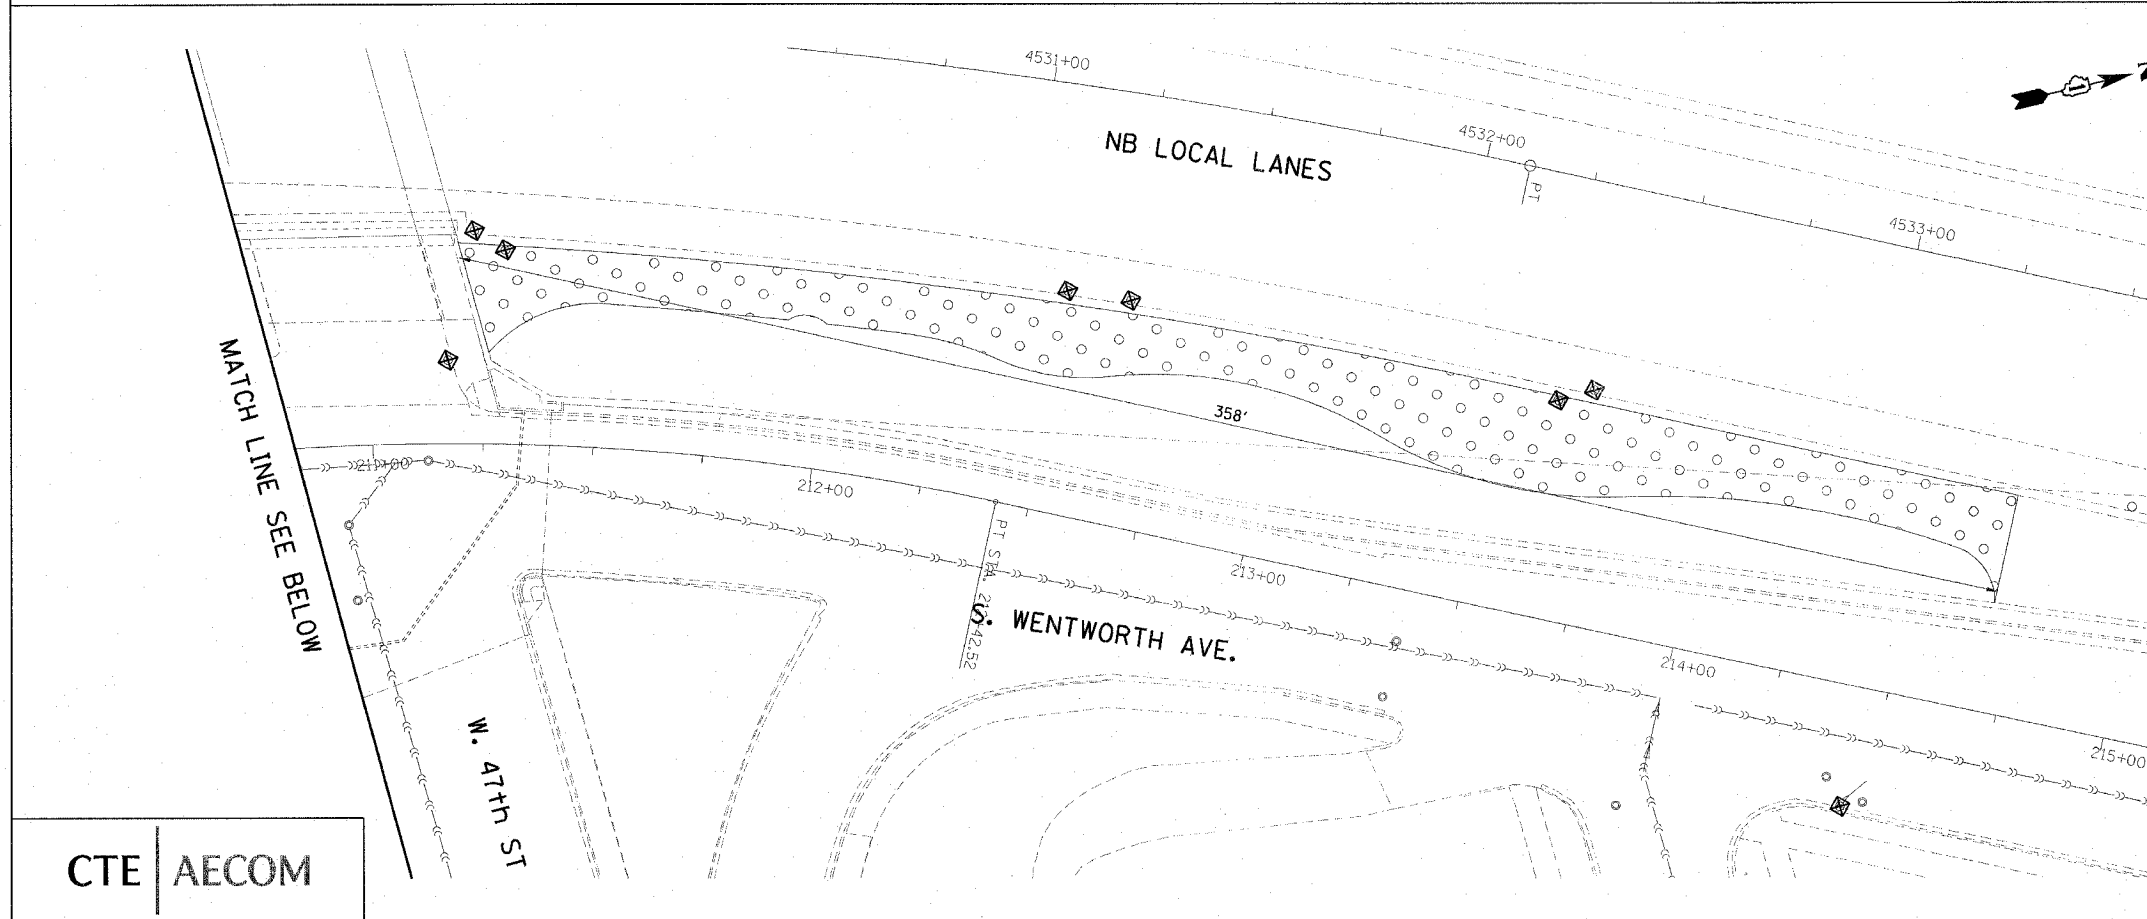 4531+00
4532+00
PT
4533+00
NB LOCAL LANES
MATCH LINE SEE BELOW
358'
211+00
212+00
213+00
214+00
215+00
S. WENTWORTH AVE.
W. 47th ST
PT STA. 212+42.52
CTE | AECOM